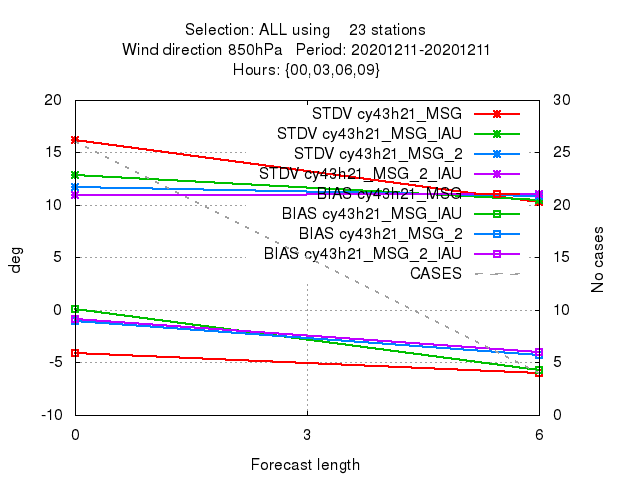 Selection: ALL using    23 stations
Wind direction 850hPa   Period: 20201211-20201211
Hours: {00,03,06,09}
20
15
10
5
0
-5
-10
deg
30
25
20
15
10
5
0
No cases
STDV cy43h21_MSG
STDV cy43h21_MSG_IAU
STDV cy43h21_MSG_2
STDV cy43h21_MSG_2_IAU
BIAS cy43h21_MSG
BIAS cy43h21_MSG_IAU
BIAS cy43h21_MSG_2
BIAS cy43h21_MSG_2_IAU
CASES
0 3 6
Forecast length